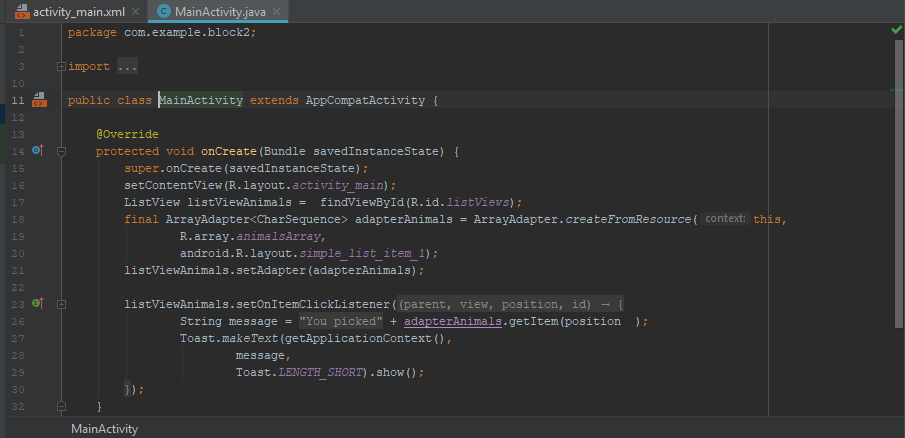 activity_main.xml × MainActivity.java ×
1 package com.example.block2;
2
3 import ...
10
11 public class MainActivity extends AppCompatActivity {
12
13 @Override
14 protected void onCreate(Bundle savedInstanceState) {
15 super.onCreate(savedInstanceState);
16 setContentView(R.layout.activity_main);
17 ListView listViewAnimals =  findViewById(R.id.listViews);
18 final ArrayAdapter<CharSequence> adapterAnimals = ArrayAdapter.createFromResource( context: this,
19 R.array.animalsArray,
20 android.R.layout.simple_list_item_1);
21 listViewAnimals.setAdapter(adapterAnimals);
22
23 listViewAnimals.setOnItemClickListener((parent, view, position, id) → {
26 String message = "You picked" + adapterAnimals.getItem(position  );
27 Toast.makeText(getApplicationContext(),
28 message,
29 Toast.LENGTH_SHORT).show();
30 });
32 }
MainActivity